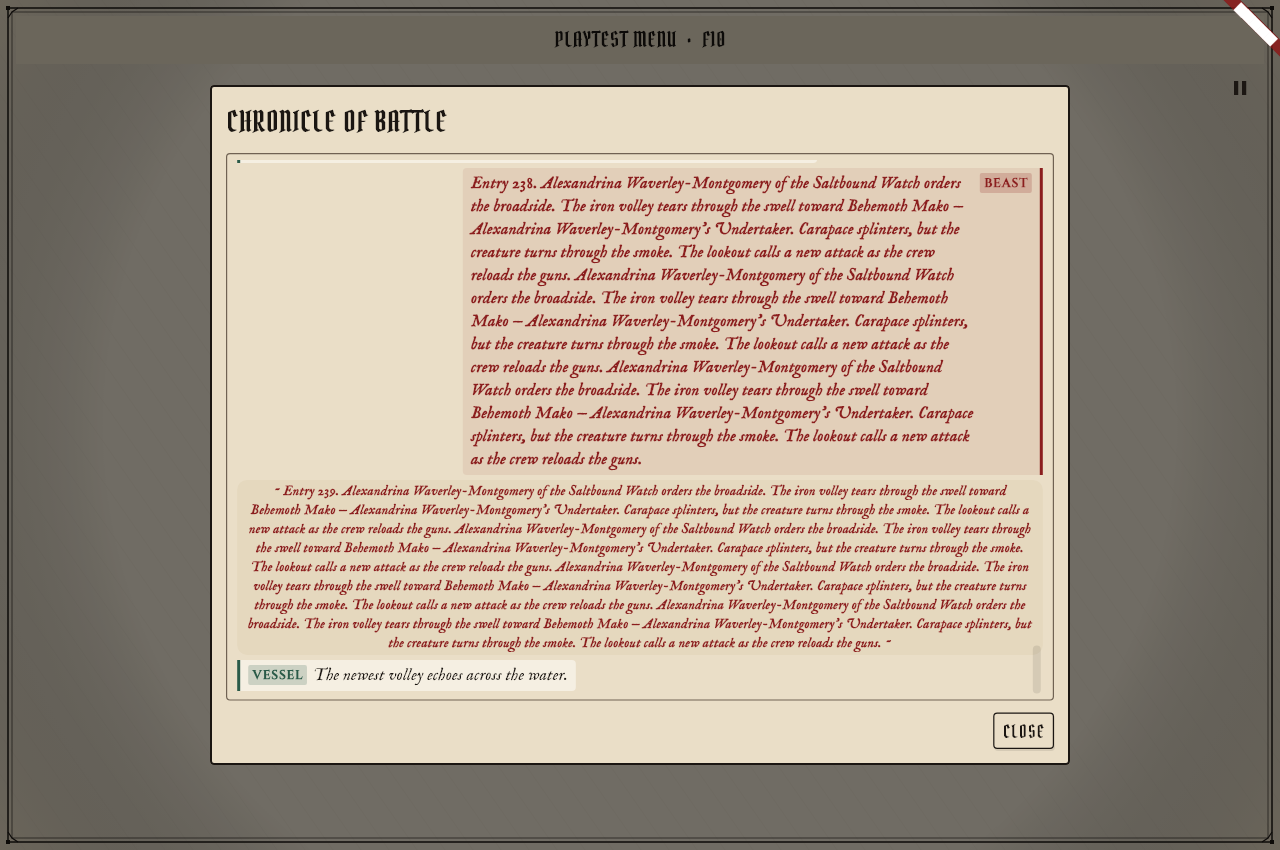 PLAYTEST MENU · F10
CHRONICLE OF BATTLE
Entry 238. Alexandrina Waverley-Montgomery of the Saltbound Watch orders BEAST
the broadside. The iron volley tears through the swell toward Behemoth Mako —
Alexandrina Waverley-Montgomery's Undertaker. Carapace splinters, but the
creature turns through the smoke. The lookout calls a new attack as the crew
reloads the guns. Alexandrina Waverley-Montgomery of the Saltbound Watch
orders the broadside. The iron volley tears through the swell toward Behemoth
Mako — Alexandrina Waverley-Montgomery's Undertaker. Carapace splinters,
but the creature turns through the smoke. The lookout calls a new attack as the
crew reloads the guns. Alexandrina Waverley-Montgomery of the Saltbound
Watch orders the broadside. The iron volley tears through the swell toward
Behemoth Mako — Alexandrina Waverley-Montgomery's Undertaker. Carapace
splinters, but the creature turns through the smoke. The lookout calls a new attack
as the crew reloads the guns.
~ Entry 239. Alexandrina Waverley-Montgomery of the Saltbound Watch orders the broadside. The iron volley tears through the swell toward
Behemoth Mako — Alexandrina Waverley-Montgomery's Undertaker. Carapace splinters, but the creature turns through the smoke. The lookout calls a
new attack as the crew reloads the guns. Alexandrina Waverley-Montgomery of the Saltbound Watch orders the broadside. The iron volley tears through
the swell toward Behemoth Mako — Alexandrina Waverley-Montgomery's Undertaker. Carapace splinters, but the creature turns through the smoke.
The lookout calls a new attack as the crew reloads the guns. Alexandrina Waverley-Montgomery of the Saltbound Watch orders the broadside. The iron
volley tears through the swell toward Behemoth Mako — Alexandrina Waverley-Montgomery's Undertaker. Carapace splinters, but the creature turns
through the smoke. The lookout calls a new attack as the crew reloads the guns. Alexandrina Waverley-Montgomery of the Saltbound Watch orders the
broadside. The iron volley tears through the swell toward Behemoth Mako — Alexandrina Waverley-Montgomery's Undertaker. Carapace splinters, but
the creature turns through the smoke. The lookout calls a new attack as the crew reloads the guns. ~
VESSEL The newest volley echoes across the water.
CLOSE